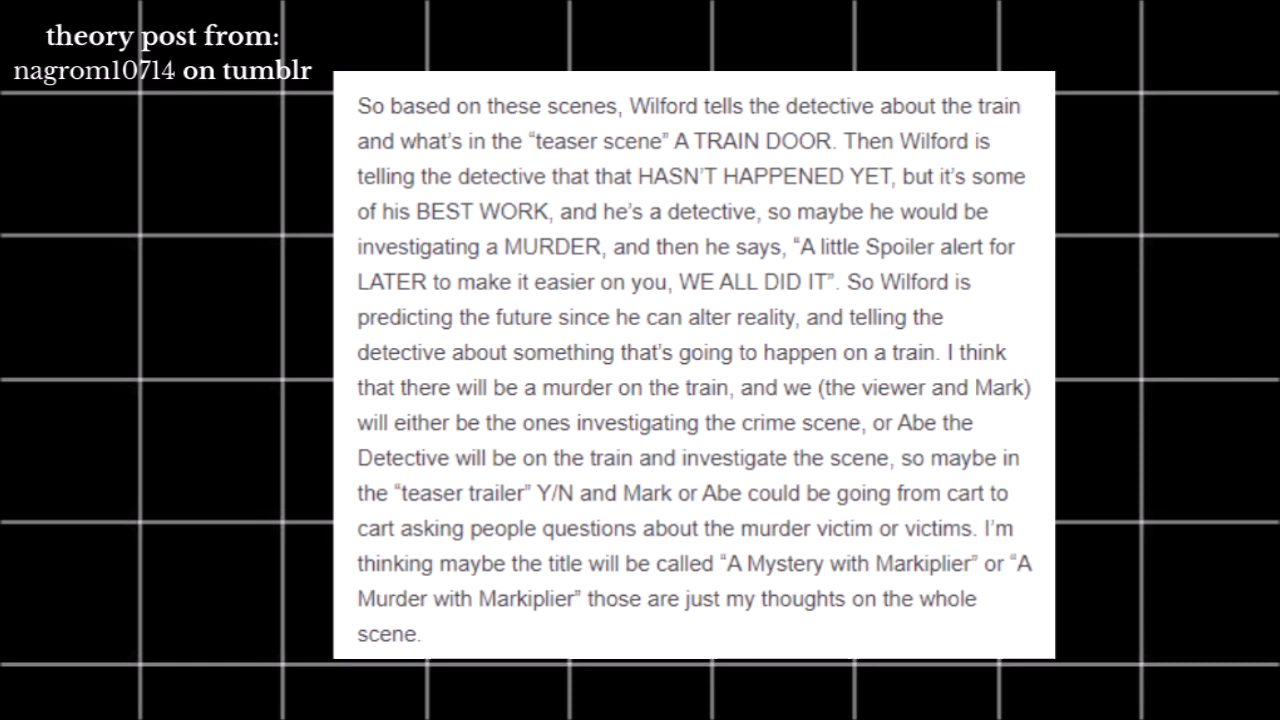 theory post from:
nagrom10714 on tumblr
So based on these scenes, Wilford tells the detective about the train
and what's in the “teaser scene” A TRAIN DOOR. Then Wilford is
telling the detective that that HASN'T HAPPENED YET, but it's some
of his BEST WORK, and he's a detective, so maybe he would be
investigating a MURDER, and then he says, “A little Spoiler alert for
LATER to make it easier on you, WE ALL DID IT”. So Wilford is
predicting the future since he can alter reality, and telling the
detective about something that's going to happen on a train. I think
that there will be a murder on the train, and we (the viewer and Mark)
will either be the ones investigating the crime scene, or Abe the
Detective will be on the train and investigate the scene, so maybe in
the “teaser trailer” Y/N and Mark or Abe could be going from cart to
cart asking people questions about the murder victim or victims. I'm
thinking maybe the title will be called “A Mystery with Markiplier” or “A
Murder with Markiplier” those are just my thoughts on the whole
scene.